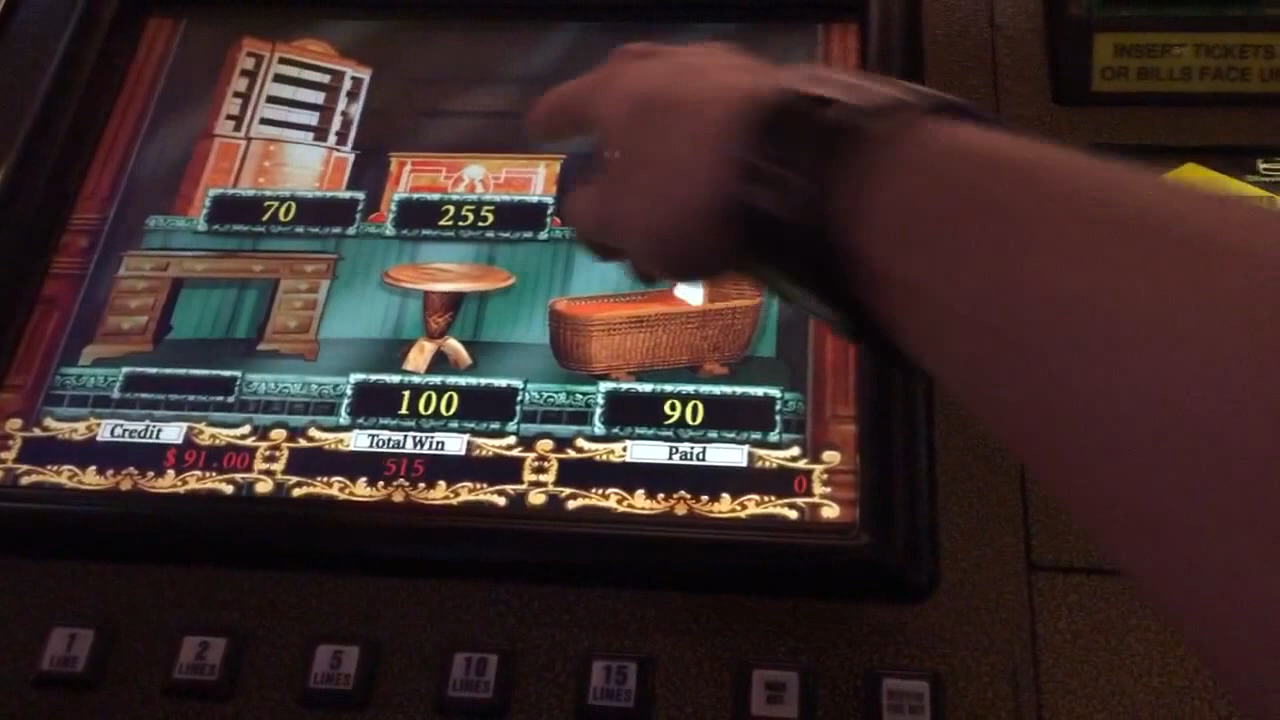 INSERT TICKETS
OR BILLS FACE
70
255
100
90
Credit
Total Win
Paid
$91.00
515
0
1
LINE
2
LINES
5
LINES
10
LINES
15
LINES